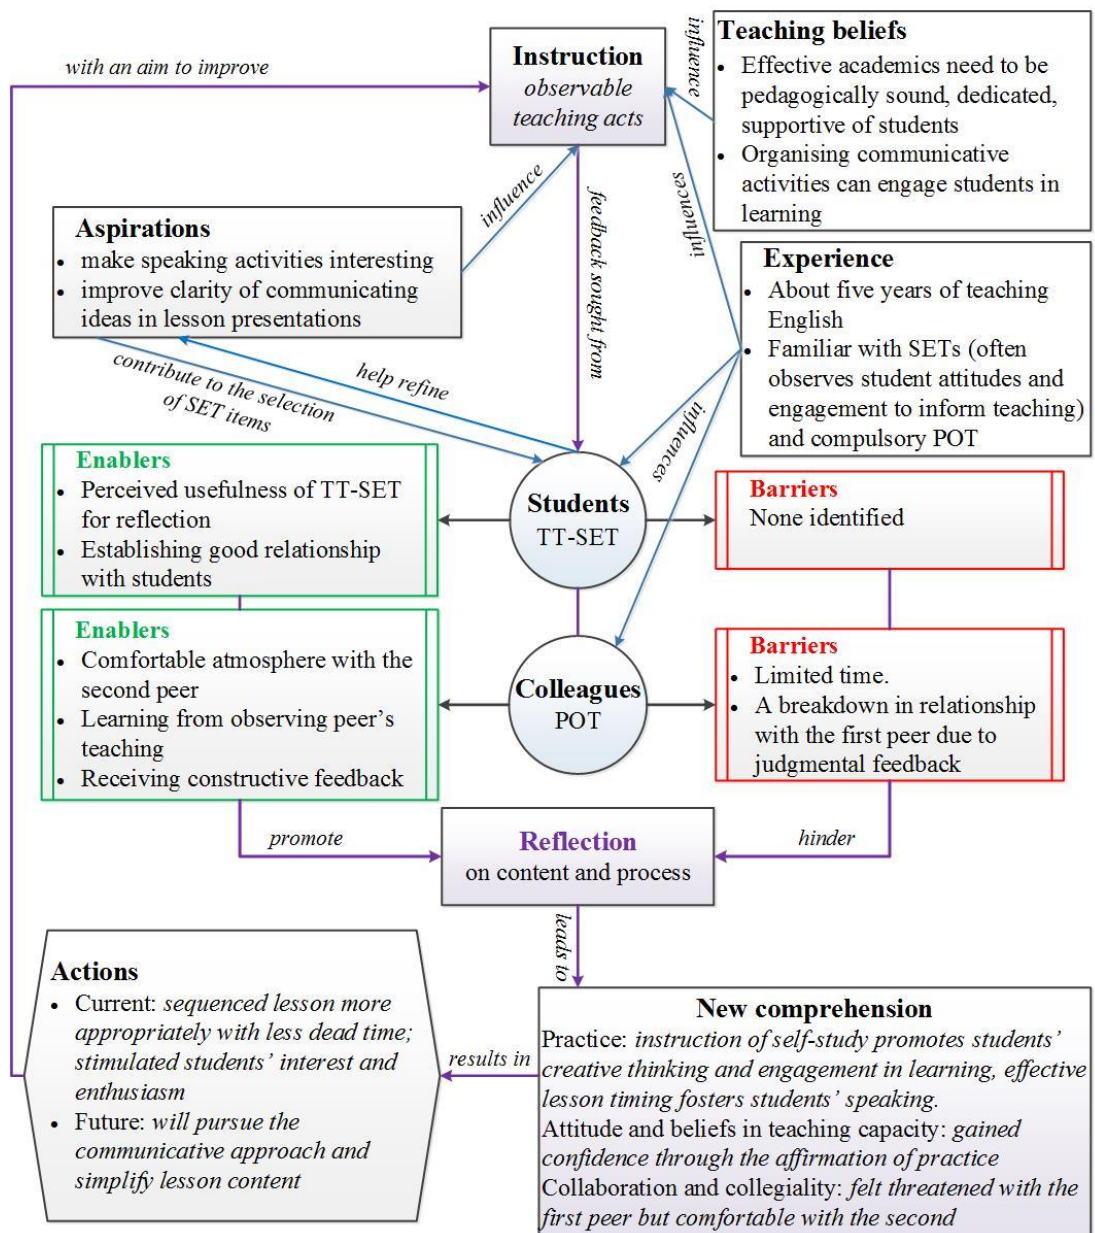 with an aim to improve
Instruction
observable
teaching acts
influence
Teaching beliefs
• Effective academics need to be
pedagogically sound, dedicated,
supportive of students
• Organising communicative
activities can engage students in
learning
influence
influences
feedback sought from
Aspirations
• make speaking activities interesting
• improve clarity of communicating
ideas in lesson presentations
Experience
• About five years of teaching
English
• Familiar with SETs (often
observes student attitudes and
engagement to inform teaching)
and compulsory POT
contribute to the selection
of SET items
help refine
influences
Enablers
• Perceived usefulness of TT-SET
for reflection
• Establishing good relationship
with students
Students
TT-SET
Barriers
None identified
Enablers
• Comfortable atmosphere with the
second peer
• Learning from observing peer’s
teaching
• Receiving constructive feedback
Colleagues
POT
Barriers
• Limited time.
• A breakdown in relationship
with the first peer due to
judgmental feedback
promote
Reflection
on content and process
hinder
leads to
Actions
• Current: sequenced lesson more
appropriately with less dead time;
stimulated students’ interest and
enthusiasm
• Future: will pursue the
communicative approach and
simplify lesson content
results in
New comprehension
Practice: instruction of self-study promotes students’
creative thinking and engagement in learning, effective
lesson timing fosters students’ speaking.
Attitude and beliefs in teaching capacity: gained
confidence through the affirmation of practice
Collaboration and collegiality: felt threatened with the
first peer but comfortable with the second